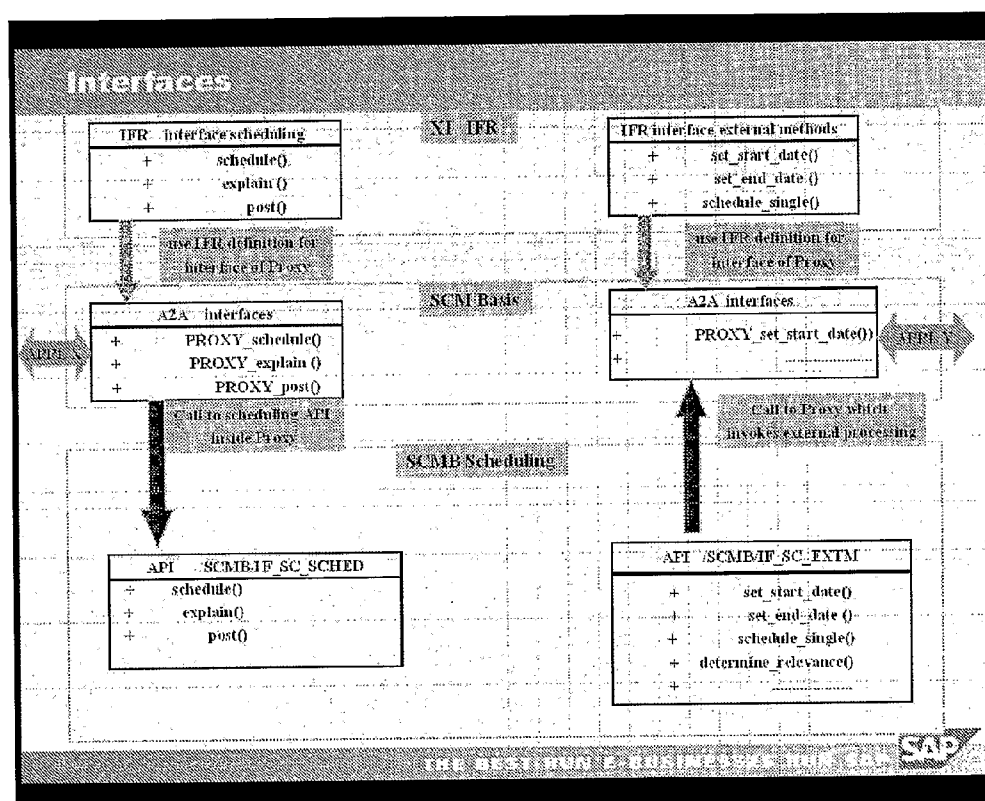 Interfaces
XI IFR
IFR interface scheduling
+ schedule()
+ explain ()
+ post()
IFR interface external methods
+ set_start_date()
+ set_end_date ()
+ schedule_single()
use IFR definition for
interface of Proxy
use IFR definition for
interface of Proxy
SCM Basis
A2A interfaces
+ PROXY_schedule()
+ PROXY_explain ()
+ PROXY_post()
A2A interfaces
+ PROXY_set_start_date())
+ ...................
APPL X
APPL Y
Call to scheduling API
inside Proxy
Call to Proxy which
invokes external processing
SCMB Scheduling
API /SCMB/IF_SC_SCHED
+ schedule()
+ explain()
+ post()
API /SCMB/IF_SC_EXTM
+ set_start_date()
+ set_end_date ()
+ schedule_single()
+ determine_relevance()
+ ...................
THE BEST-RUN E-BUSINESSES RUN SAP
SAP